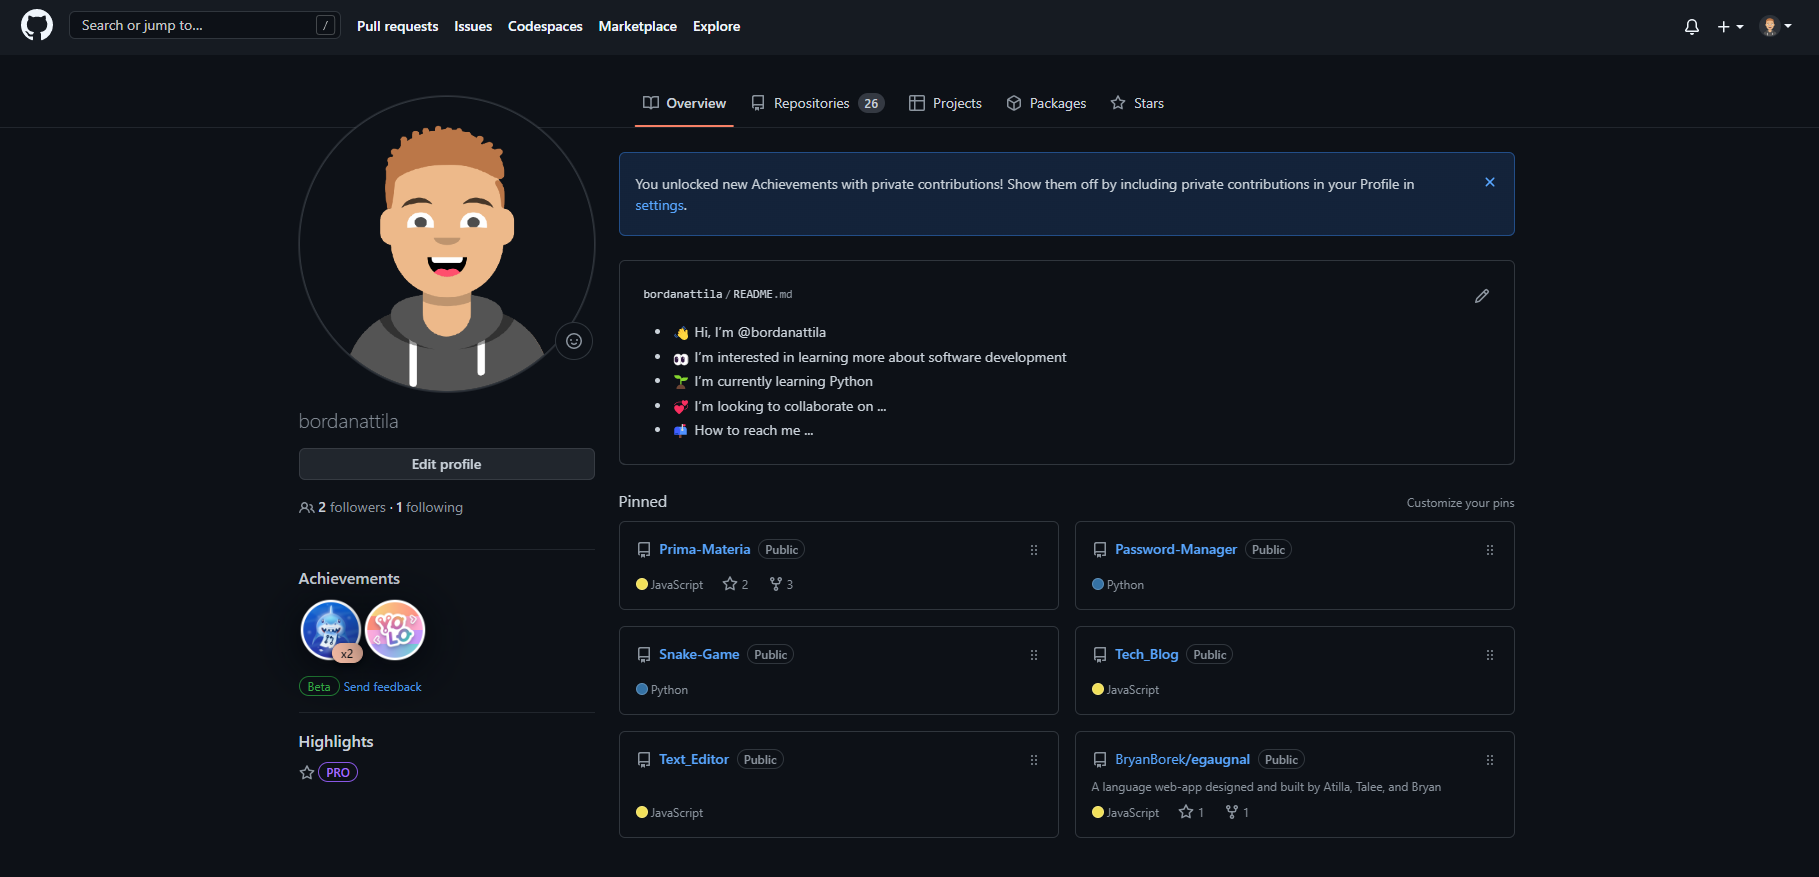 Search or jump to... /
Pull requests Issues Codespaces Marketplace Explore
Overview Repositories 26 Projects Packages Stars
You unlocked new Achievements with private contributions! Show them off by including private contributions in your Profile in
settings.
bordanattila/README.md
👋 Hi, I'm @bordanattila
👀 I'm interested in learning more about software development
🌱 I'm currently learning Python
💞️ I'm looking to collaborate on ...
📫 How to reach me ...
bordanattila
Edit profile
2 followers · 1 following
Achievements
x2
YOLO
Beta Send feedback
Highlights
PRO
Pinned
Customize your pins
Prima-Materia Public
JavaScript 2 3
Password-Manager Public
Python
Snake-Game Public
Python
Tech_Blog Public
JavaScript
Text_Editor Public
JavaScript
BryanBorek/egaugnal Public
A language web-app designed and built by Atilla, Talee, and Bryan
JavaScript 1 1